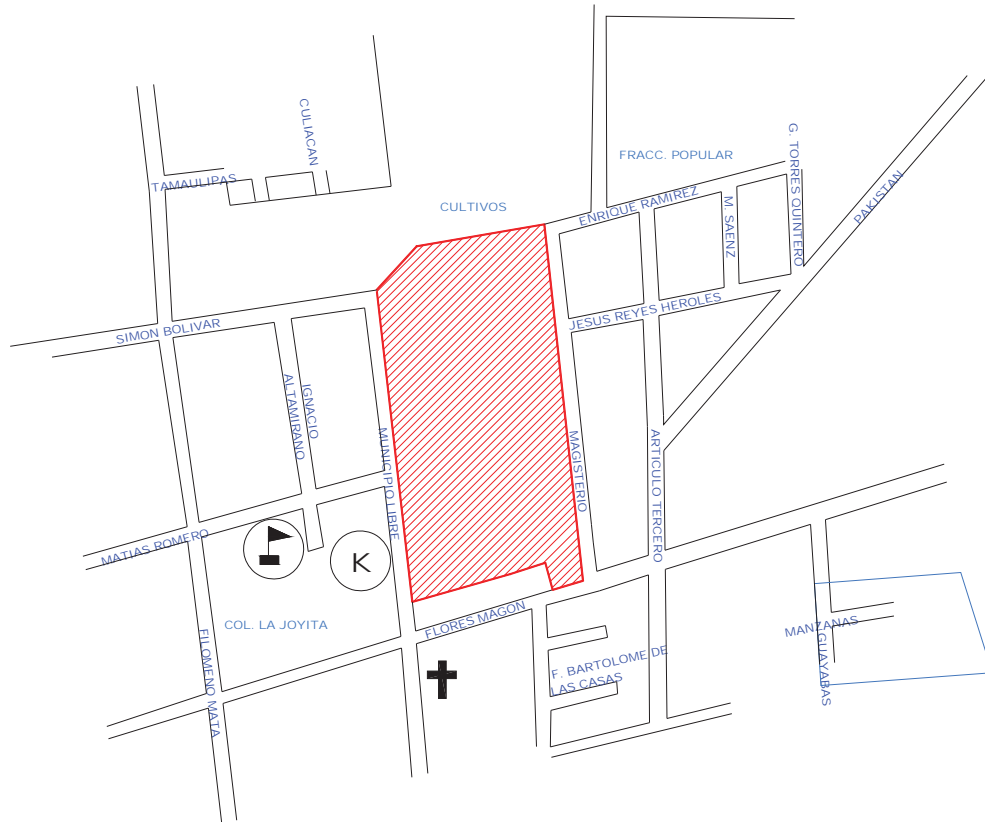 CULIACAN
TAMAULIPAS
CULTIVOS
FRACC. POPULAR
G. TORRES QUINTERO
PAKISTAN
ENRIQUE RAMIREZ
M. SAENZ
JESUS REYES HEROLES
SIMON BOLIVAR
IGNACIO
ALTAMIRANO
MUNICIPIO LIBRE
MAGISTERIO
ARTICULO TERCERO
MATIAS ROMERO
K
COL. LA JOYITA
FLORES MAGON
FILOMENO MATA
F. BARTOLOME DE
LAS CASAS
MANZANAS
GUAYABAS